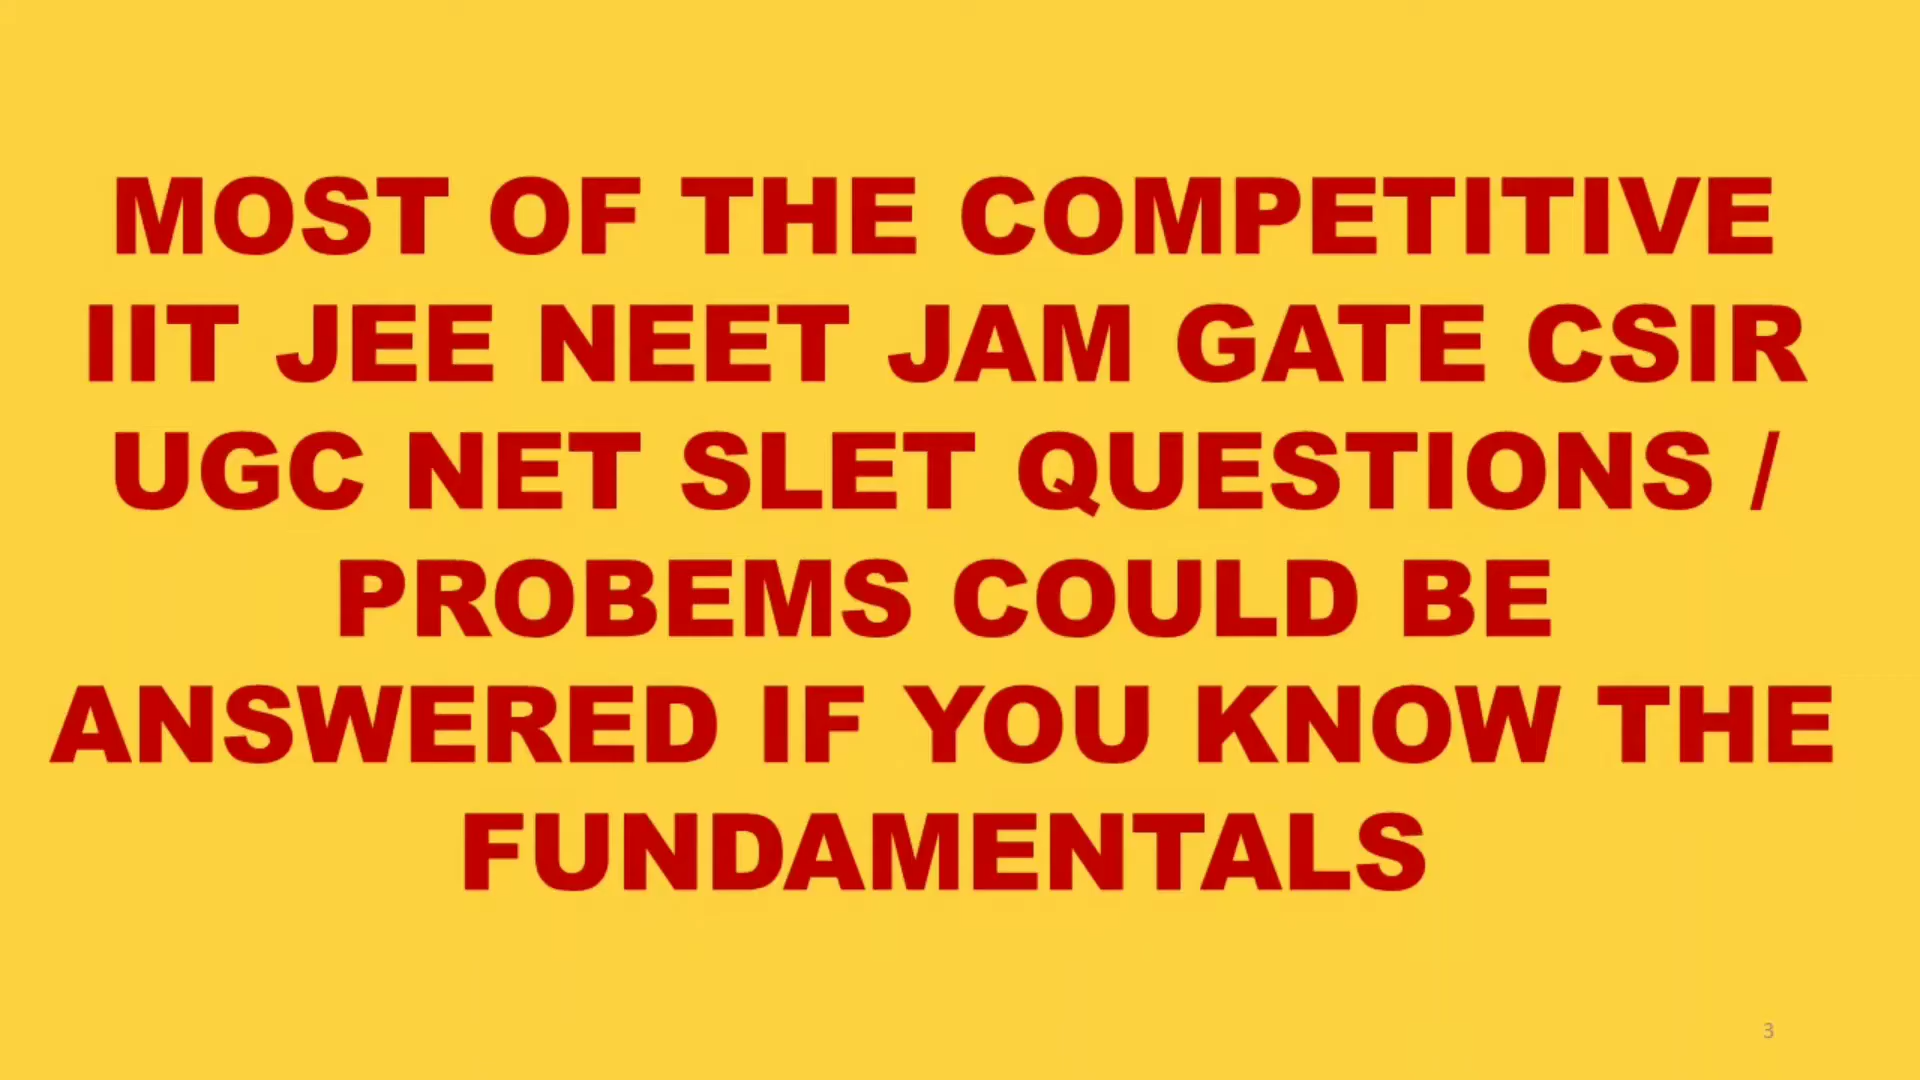 MOST OF THE COMPETITIVE
IIT JEE NEET JAM GATE CSIR
UGC NET SLET QUESTIONS /
PROBEMS COULD BE
ANSWERED IF YOU KNOW THE
FUNDAMENTALS
3